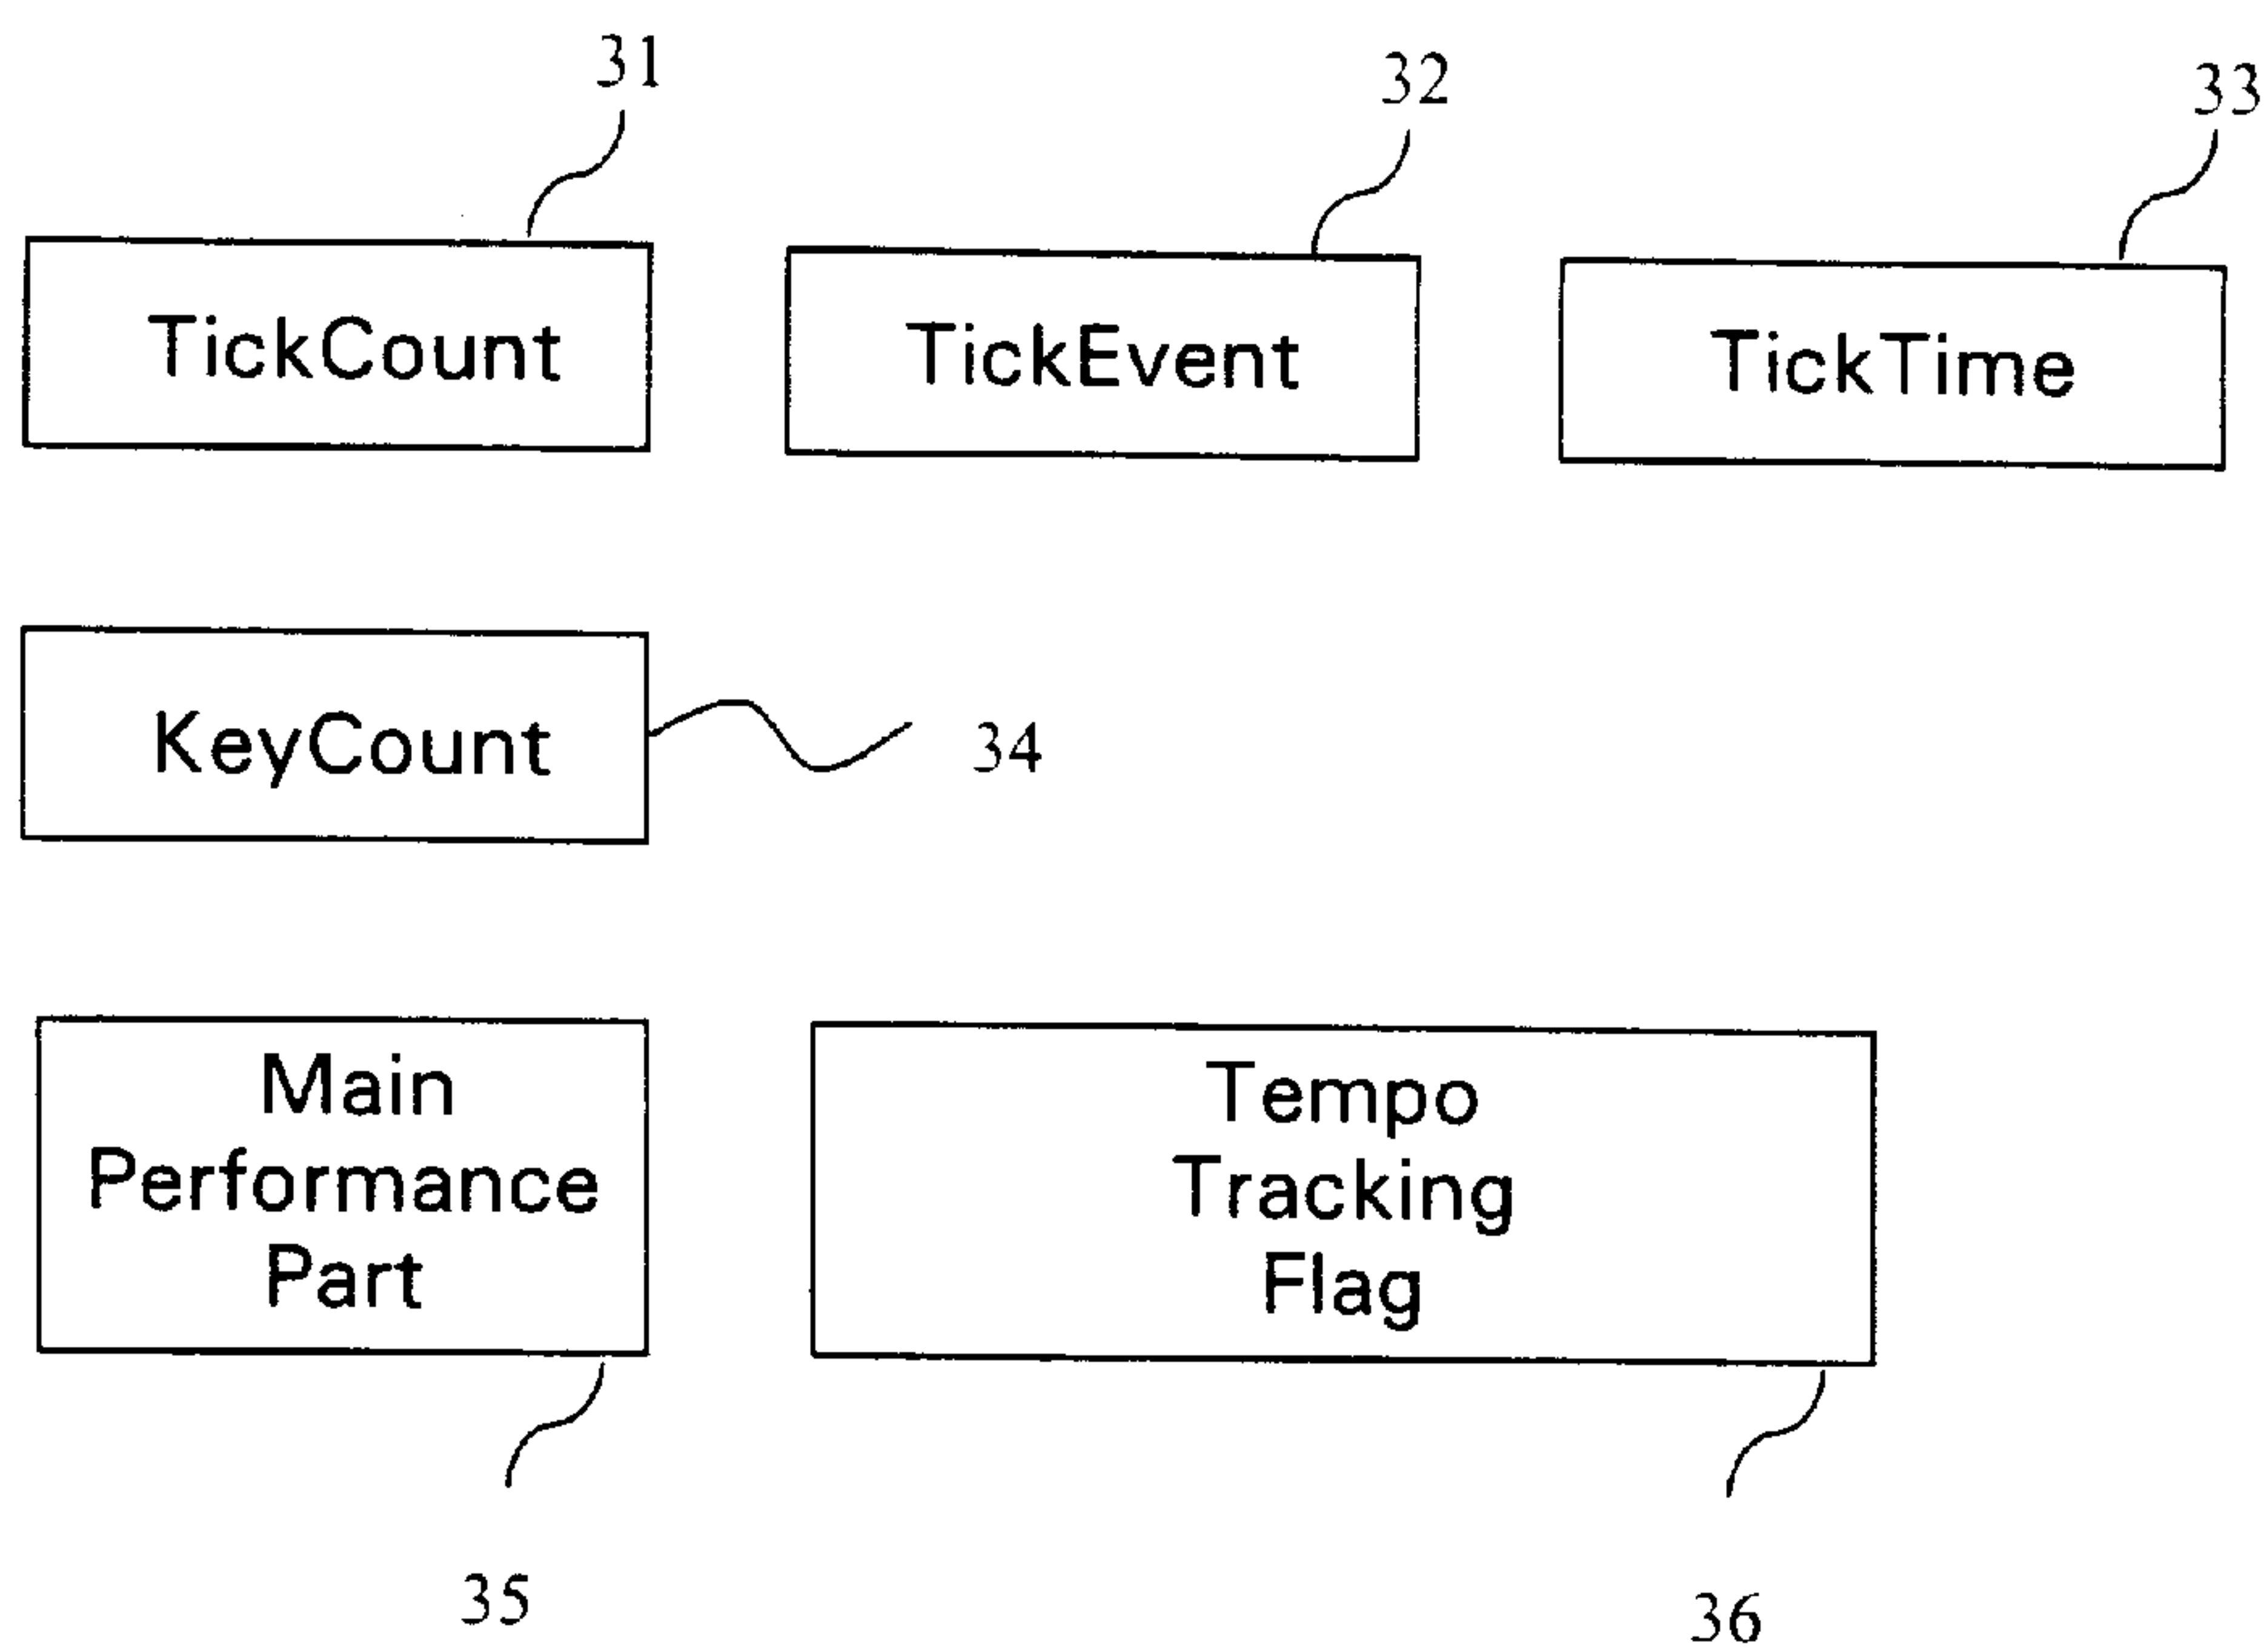 31
32
33
TickCount
TickEvent
TickTime
KeyCount
34
Main
Performance
Part
Tempo
Tracking
Flag
35
36